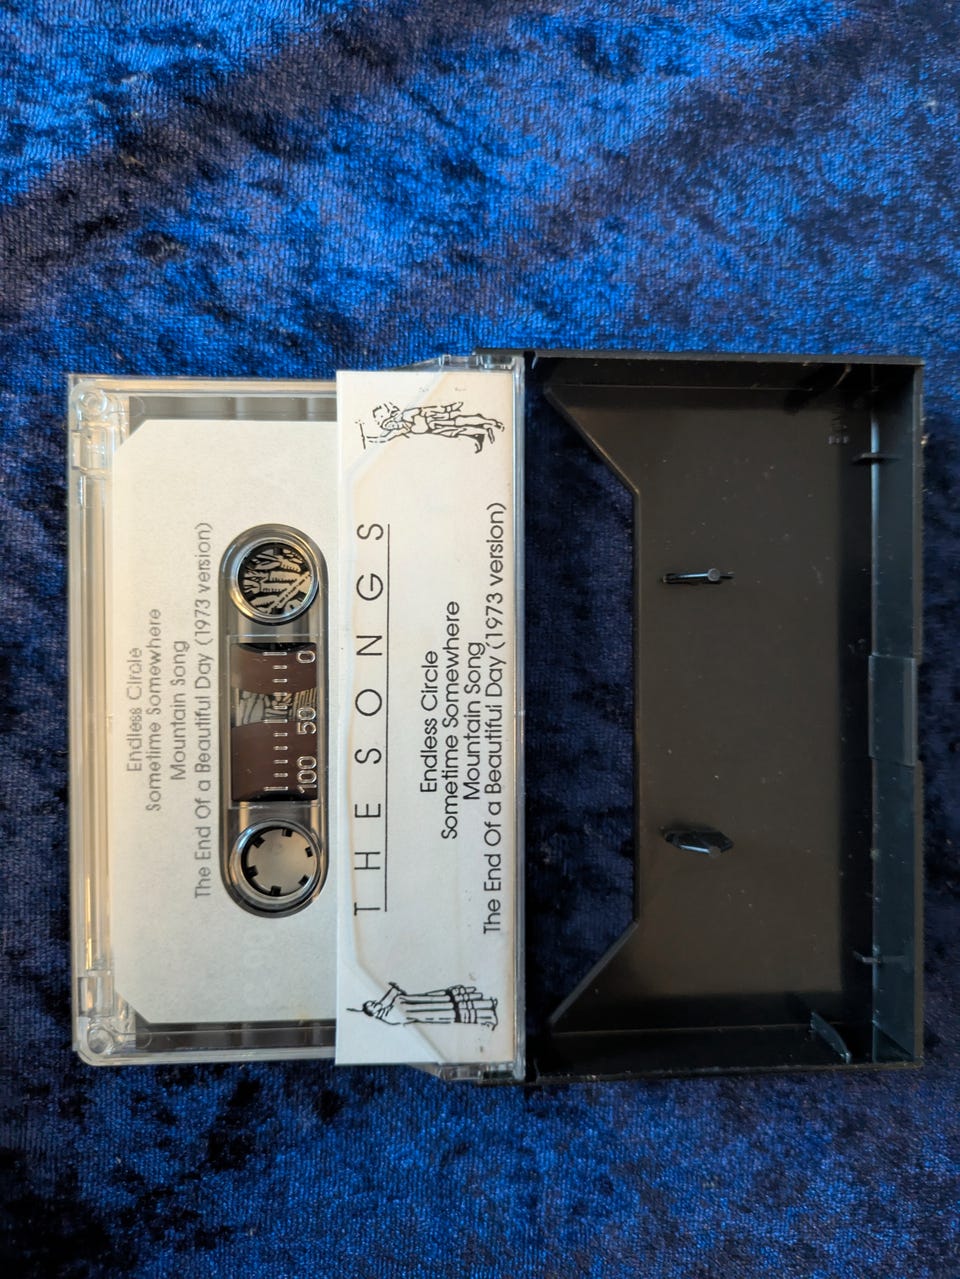 Endless Circle
Sometime Somewhere
Mountain Song
The End Of a Beautiful Day (1973 version)
100 50 0
THE SONGS
Endless Circle
Sometime Somewhere
Mountain Song
The End Of a Beautiful Day (1973 version)